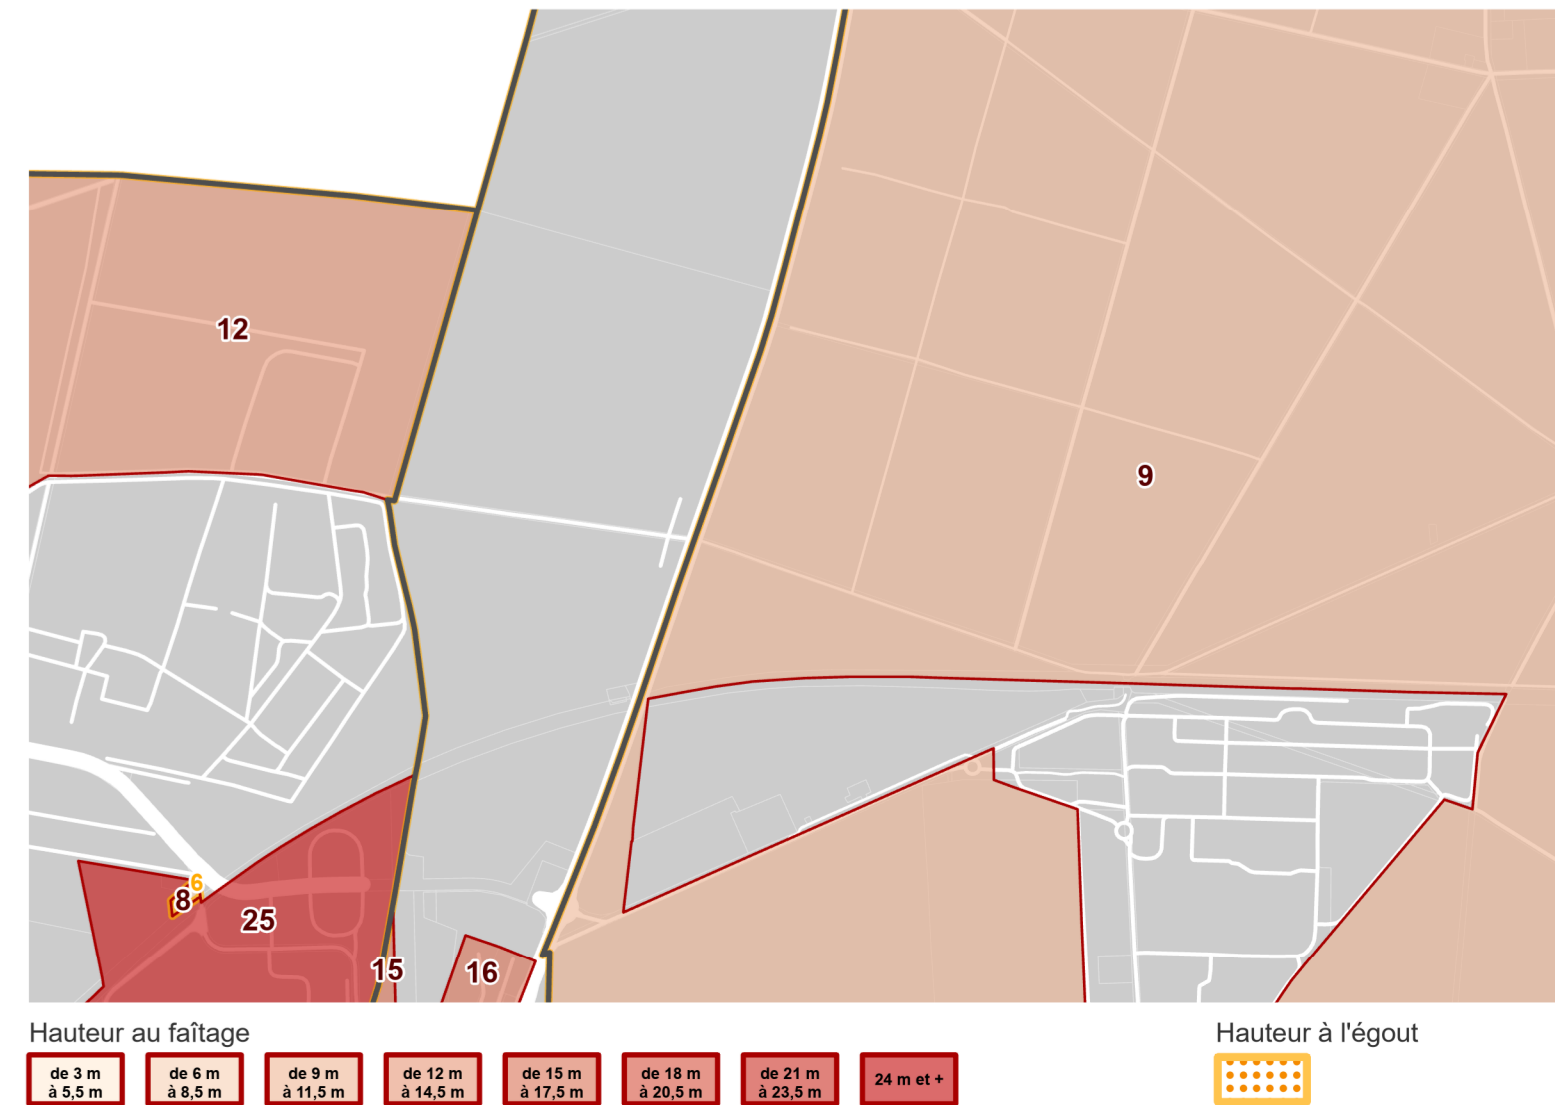 12
9
6
8
25
15
16
Hauteur au faîtage
Hauteur à l'égout
de 3 m
à 5,5 m
de 6 m
à 8,5 m
de 9 m
à 11,5 m
de 12 m
à 14,5 m
de 15 m
à 17,5 m
de 18 m
à 20,5 m
de 21 m
à 23,5 m
24 m et +